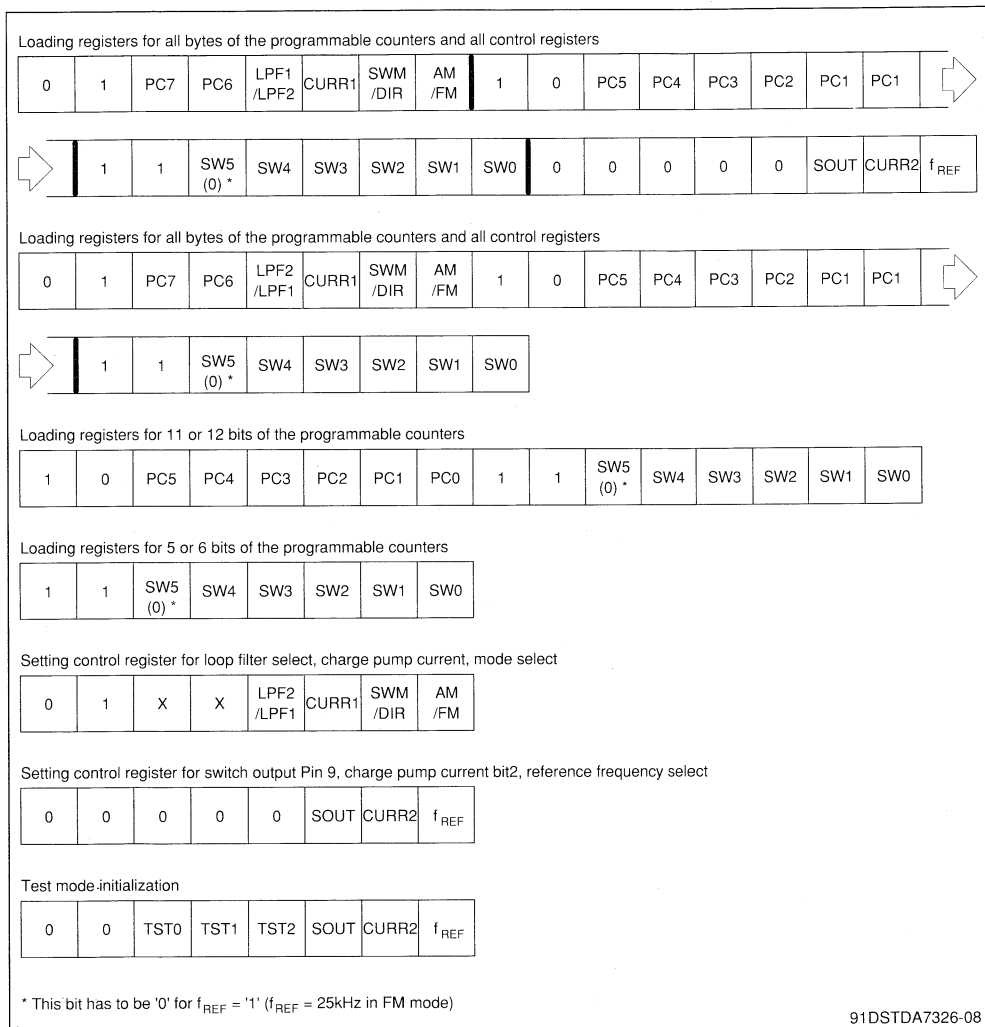 Loading registers for all bytes of the programmable counters and all control registers
0 1 PC7 PC6 LPF1 /LPF2 CURR1 SWM /DIR AM /FM 1 0 PC5 PC4 PC3 PC2 PC1 PC1
1 1 SW5 (0) * SW4 SW3 SW2 SW1 SW0 0 0 0 0 0 SOUT CURR2 f REF
Loading registers for all bytes of the programmable counters and all control registers
0 1 PC7 PC6 LPF2 /LPF1 CURR1 SWM /DIR AM /FM 1 0 PC5 PC4 PC3 PC2 PC1 PC1
1 1 SW5 (0) * SW4 SW3 SW2 SW1 SW0
Loading registers for 11 or 12 bits of the programmable counters
1 0 PC5 PC4 PC3 PC2 PC1 PC0 1 1 SW5 (0) * SW4 SW3 SW2 SW1 SW0
Loading registers for 5 or 6 bits of the programmable counters
1 1 SW5 (0) * SW4 SW3 SW2 SW1 SW0
Setting control register for loop filter select, charge pump current, mode select
0 1 X X LPF2 /LPF1 CURR1 SWM /DIR AM /FM
Setting control register for switch output Pin 9, charge pump current bit2, reference frequency select
0 0 0 0 0 SOUT CURR2 f REF
Test mode initialization
0 0 TST0 TST1 TST2 SOUT CURR2 f REF
* This bit has to be '0' for f REF = '1' (f REF = 25kHz in FM mode)
91DSTDA7326-08